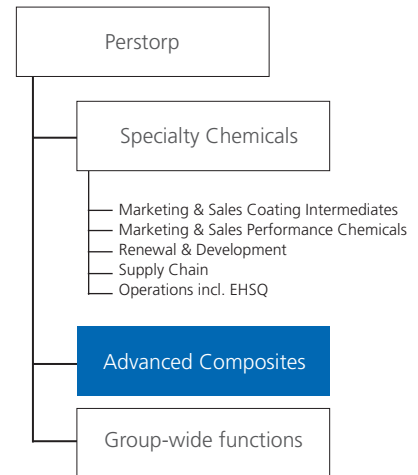 Perstorp
Specialty Chemicals
Marketing & Sales Coating Intermediates
Marketing & Sales Performance Chemicals
Renewal & Development
Supply Chain
Operations incl. EHSQ
Advanced Composites
Group-wide functions